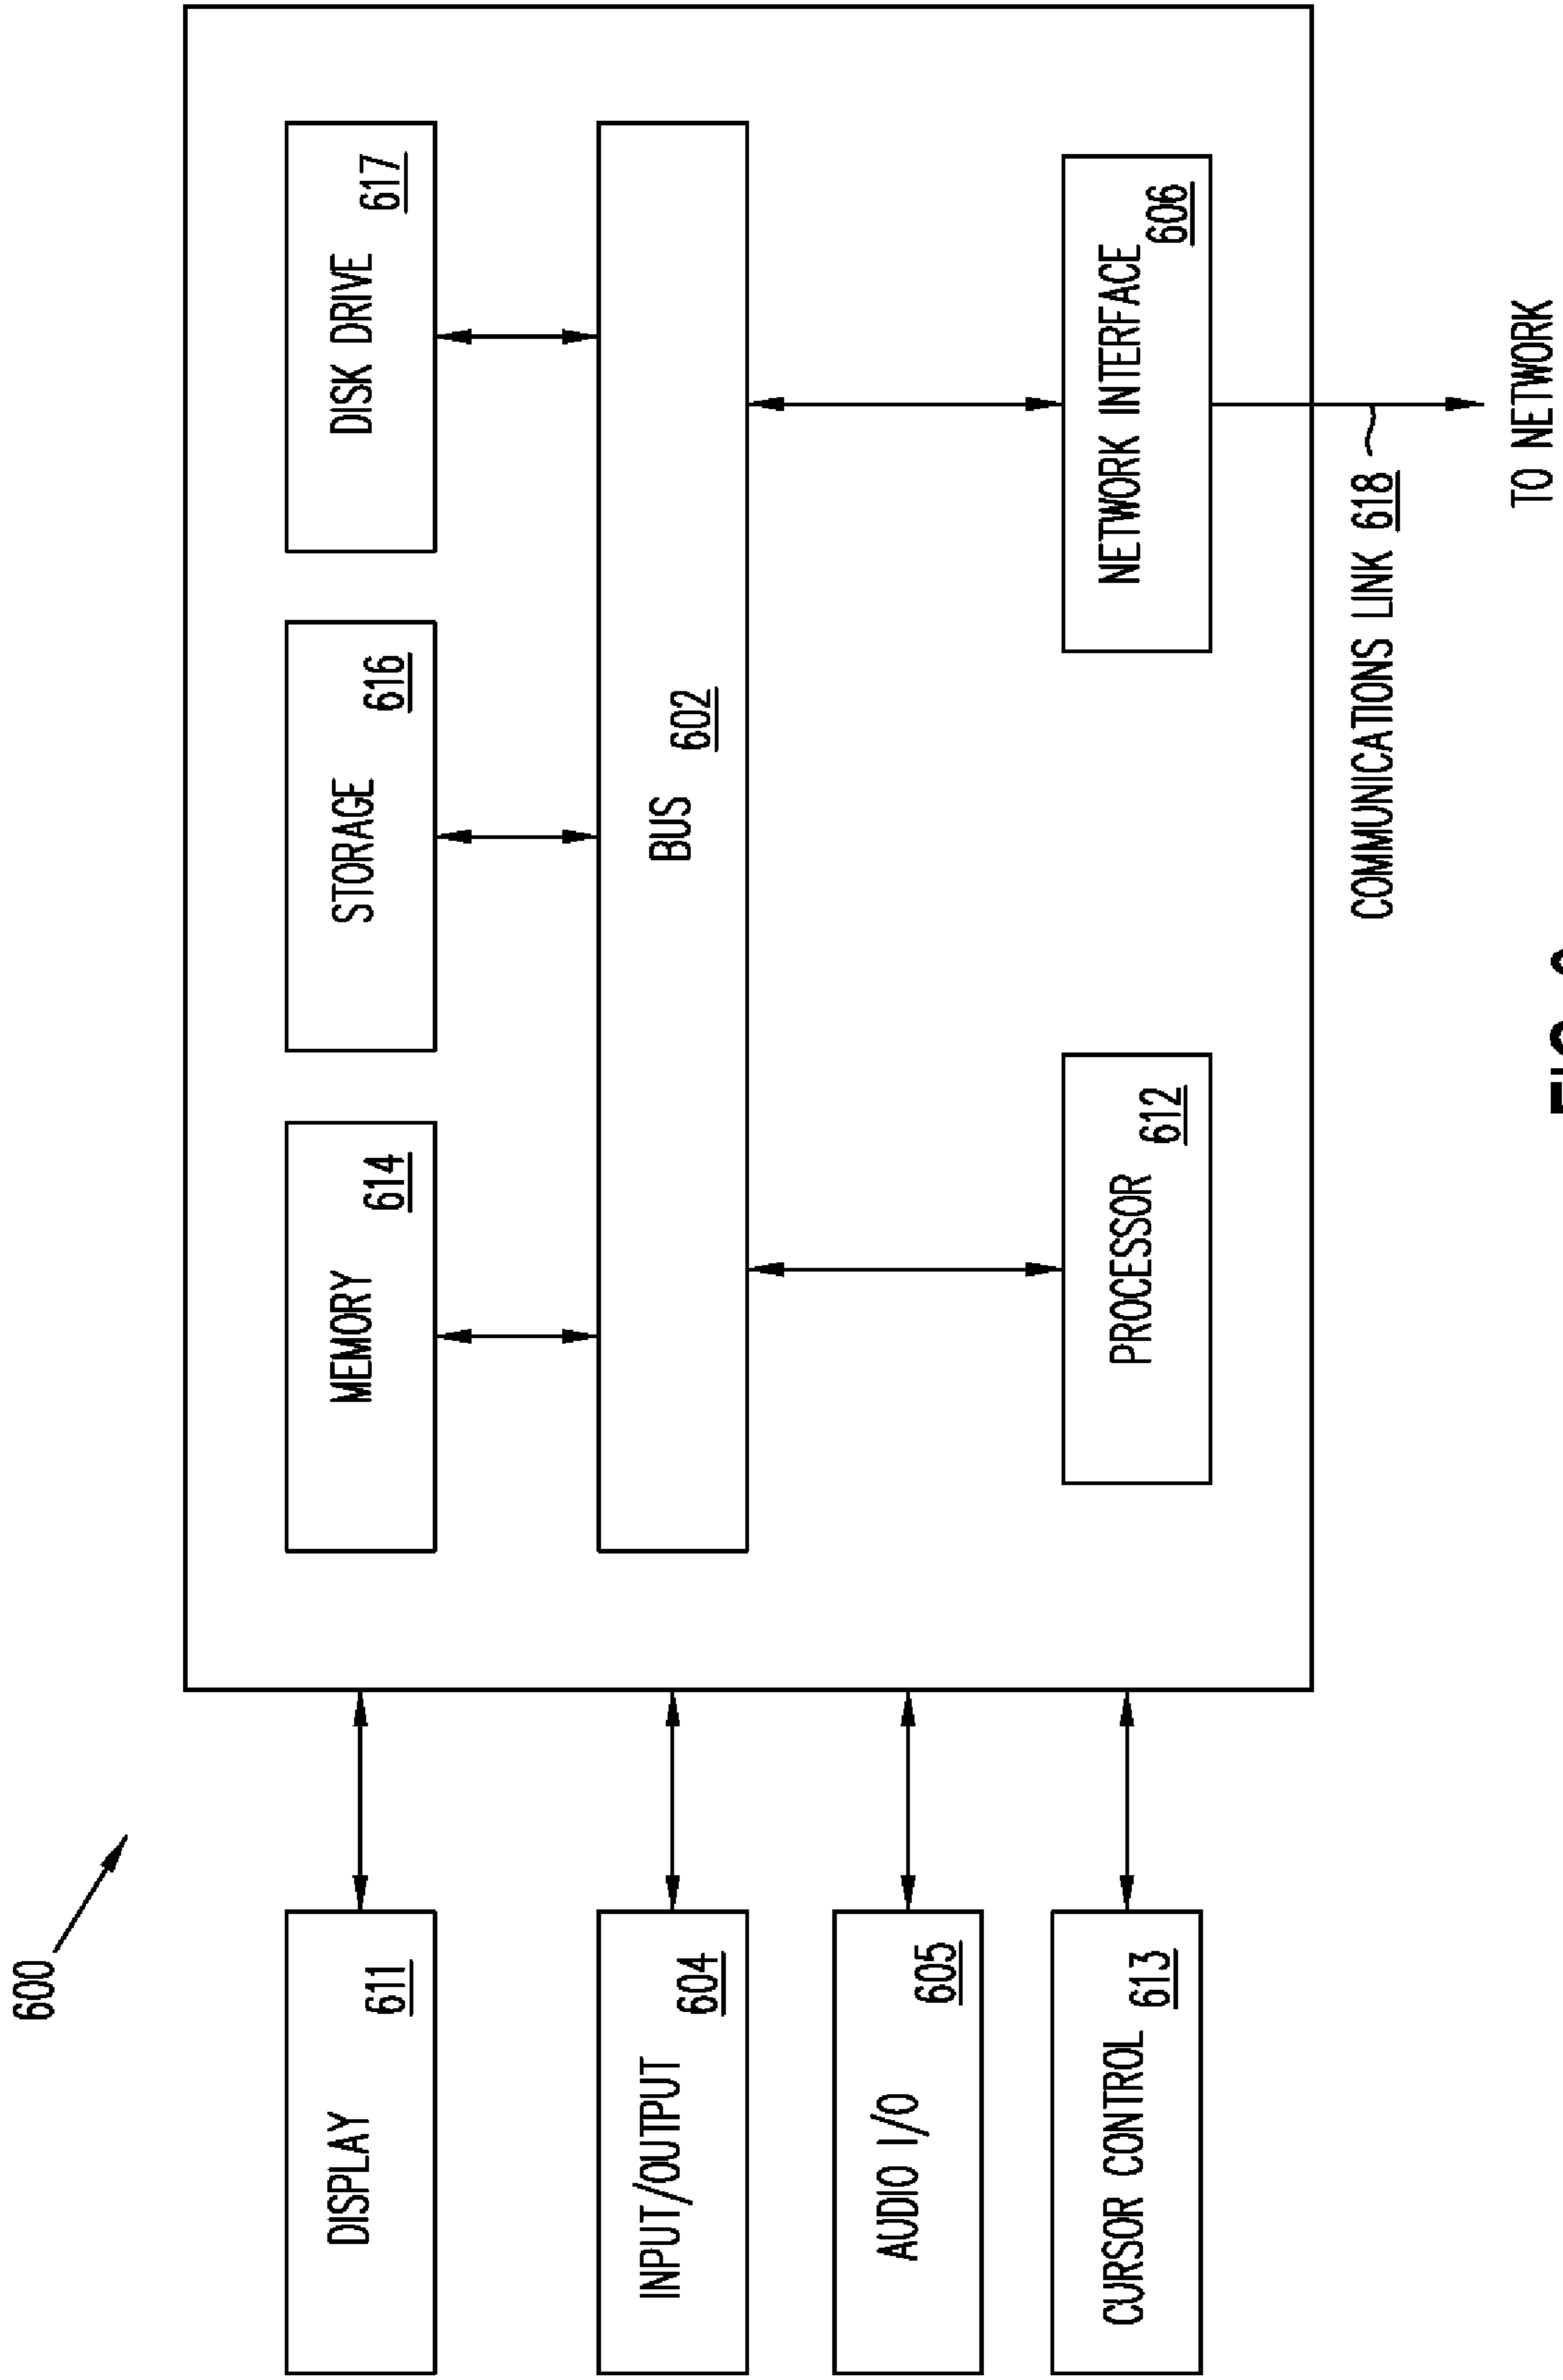 600
DISPLAY
611
MEMORY
614
STORAGE
616
DISK DRIVE
617
INPUT/OUTPUT
604
BUS
602
AUDIO I/O
605
CURSOR CONTROL
613
PROCESSOR
612
NETWORK INTERFACE
606
COMMUNICATIONS LINK 618
TO NETWORK